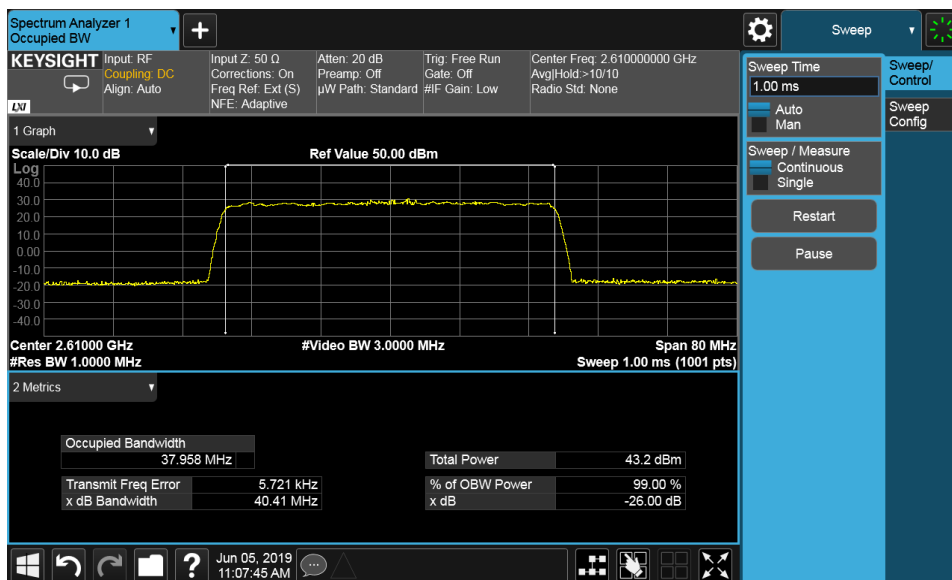 Spectrum Analyzer 1
Occupied BW
+
Sweep
KEYSIGHT
Input: RF
Coupling: DC
Align: Auto
Input Z: 50 Ω
Corrections: On
Freq Ref: Ext (S)
NFE: Adaptive
Atten: 20 dB
Preamp: Off
µW Path: Standard
Trig: Free Run
Gate: Off
#IF Gain: Low
Center Freq: 2.610000000 GHz
Avg|Hold:>10/10
Radio Std: None
LXI
1 Graph
Scale/Div 10.0 dB
Ref Value 50.00 dBm
Log
40.0
30.0
20.0
10.0
0.00
-10.0
-20.0
-30.0
-40.0
Center 2.61000 GHz
#Video BW 3.0000 MHz
Span 80 MHz
#Res BW 1.0000 MHz
Sweep 1.00 ms (1001 pts)
2 Metrics
Occupied Bandwidth
37.958 MHz
Total Power 43.2 dBm
Transmit Freq Error 5.721 kHz
% of OBW Power 99.00 %
x dB Bandwidth 40.41 MHz
x dB -26.00 dB
Sweep Time
1.00 ms
Auto
Man
Sweep / Measure
Continuous
Single
Restart
Pause
Sweep/
Control
Sweep
Config
?
Jun 05, 2019
11:07:45 AM